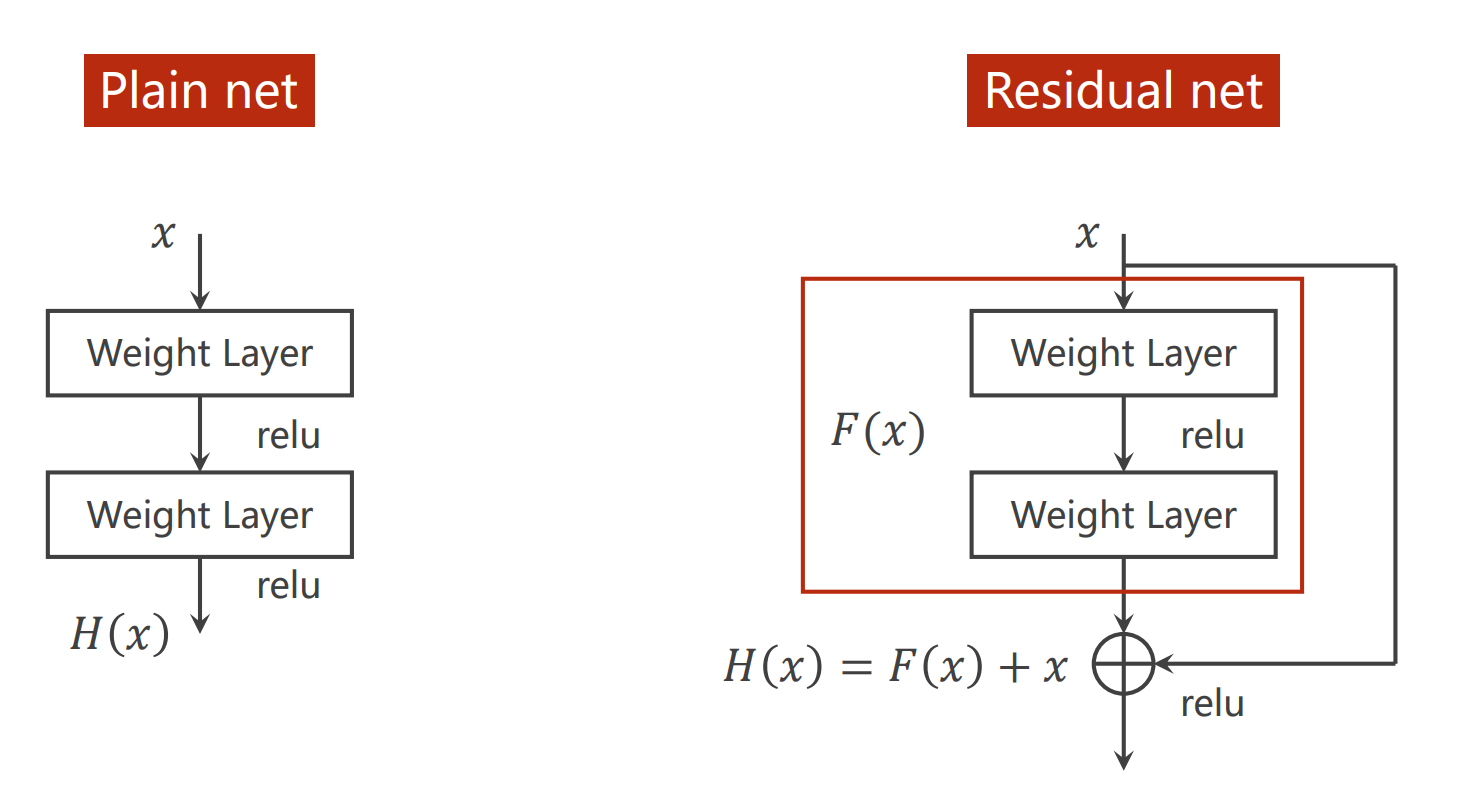 Plain net
x
Weight Layer
relu
Weight Layer
relu
H(x)
Residual net
x
Weight Layer
F(x)
relu
Weight Layer
H(x) = F(x) + x
relu